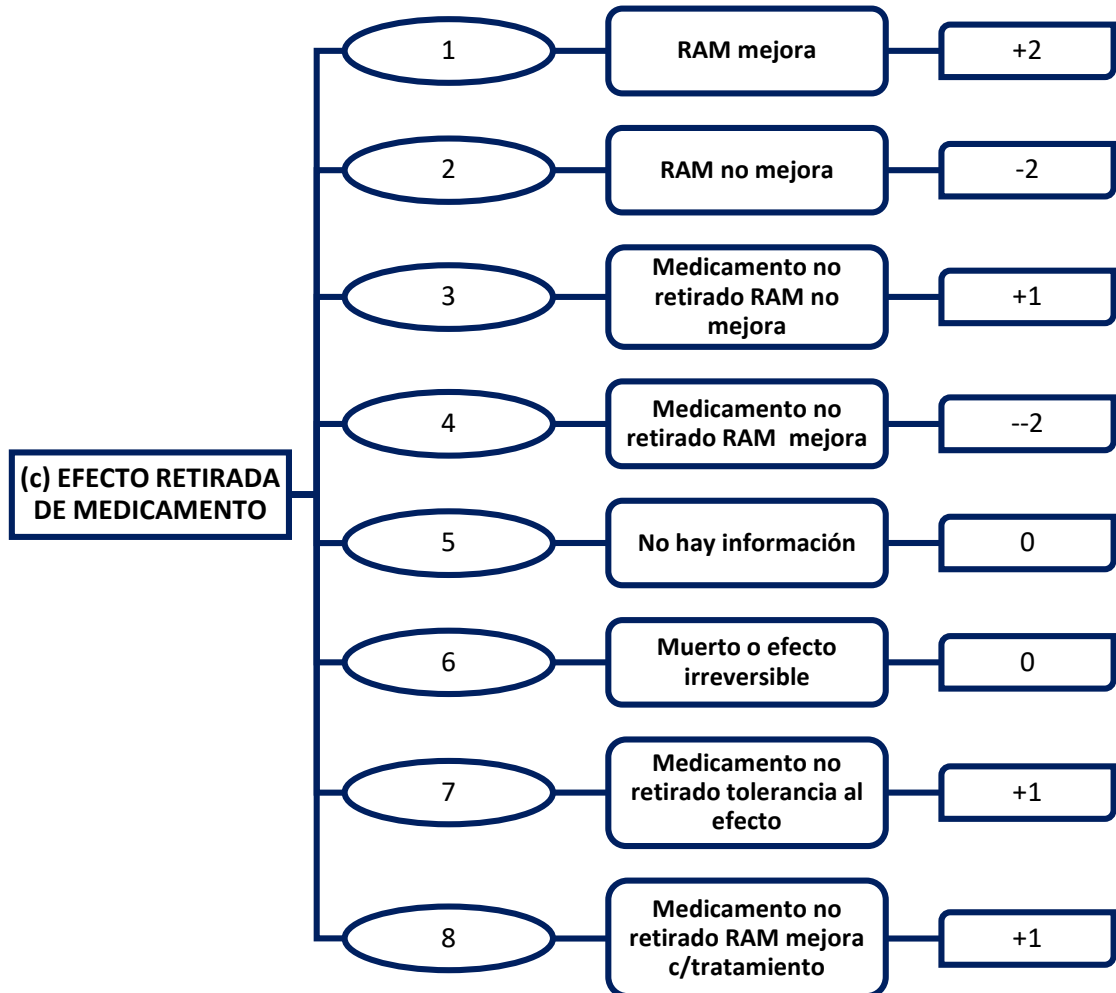 (c) EFECTO RETIRADA
DE MEDICAMENTO
1
RAM mejora
+2
2
RAM no mejora
-2
3
Medicamento no
retirado RAM no
mejora
+1
4
Medicamento no
retirado RAM  mejora
--2
5
No hay información
0
6
Muerto o efecto
irreversible
0
7
Medicamento no
retirado tolerancia al
efecto
+1
8
Medicamento no
retirado RAM mejora
c/tratamiento
+1